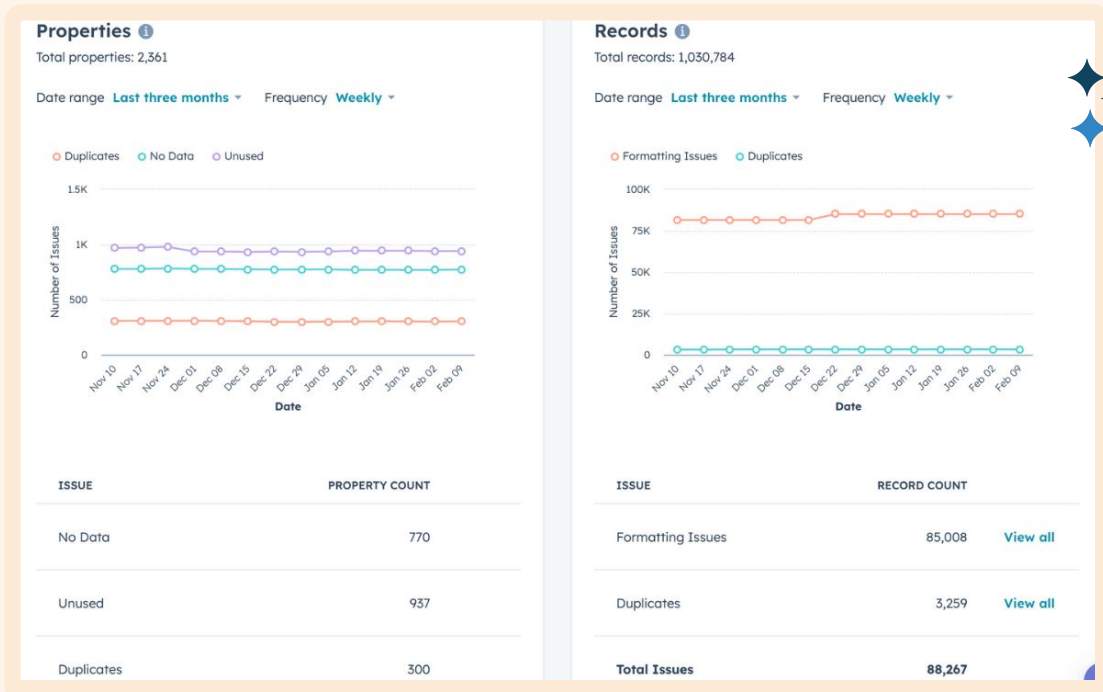 Properties
Total properties: 2,361
Date range Last three months Frequency Weekly
Duplicates No Data Unused
1.5K
1K
500
0
Number of Issues
Nov 10 Nov 17 Nov 24 Dec 01 Dec 08 Dec 15 Dec 22 Dec 29 Jan 05 Jan 12 Jan 19 Jan 26 Feb 02 Feb 09
Date
ISSUE PROPERTY COUNT
No Data 770
Unused 937
Duplicates 300
Records
Total records: 1,030,784
Date range Last three months Frequency Weekly
Formatting Issues Duplicates
100K
75K
50K
25K
0
Number of Issues
Nov 10 Nov 17 Nov 24 Dec 01 Dec 08 Dec 15 Dec 22 Dec 29 Jan 05 Jan 12 Jan 19 Jan 26 Feb 02 Feb 09
Date
ISSUE RECORD COUNT
Formatting Issues 85,008 View all
Duplicates 3,259 View all
Total Issues 88,267